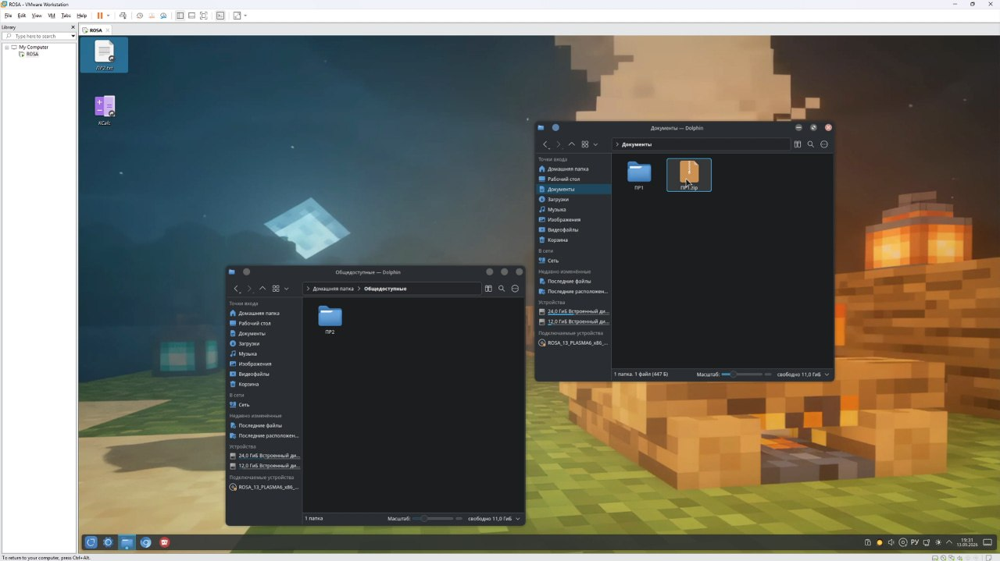 ROSA - VMware Workstation
File Edit View VM Tabs Help
Library
Type here to search
My Computer
ROSA
ROSA
ПР2.txt
KCalc
Документы — Dolphin
Документы
Точки входа
Домашняя папка
Рабочий стол
Документы
Загрузки
Музыка
Изображения
Видеофайлы
Корзина
В сети
Сеть
Недавно изменённые
Последние файлы
Последние расположен...
Устройства
24,0 ГиБ Встроенный ди...
12,0 ГиБ Встроенный ди...
Подключаемые устройства
ROSA_13_PLASMA6_x86_...
ПР1
ПР1.zip
1 папка, 1 файл (447 Б)
Масштаб:
свободно 11,0 ГиБ
Общедоступные — Dolphin
Домашняя папка > Общедоступные
Точки входа
Домашняя папка
Рабочий стол
Документы
Загрузки
Музыка
Изображения
Видеофайлы
Корзина
В сети
Сеть
Недавно изменённые
Последние файлы
Последние расположен...
Устройства
24,0 ГиБ Встроенный ди...
12,0 ГиБ Встроенный ди...
Подключаемые устройства
ROSA_13_PLASMA6_x86_...
ПР2
1 папка
Масштаб:
свободно 11,0 ГиБ
РУ
19:31
13.09.2026
To return to your computer, press Ctrl+Alt.